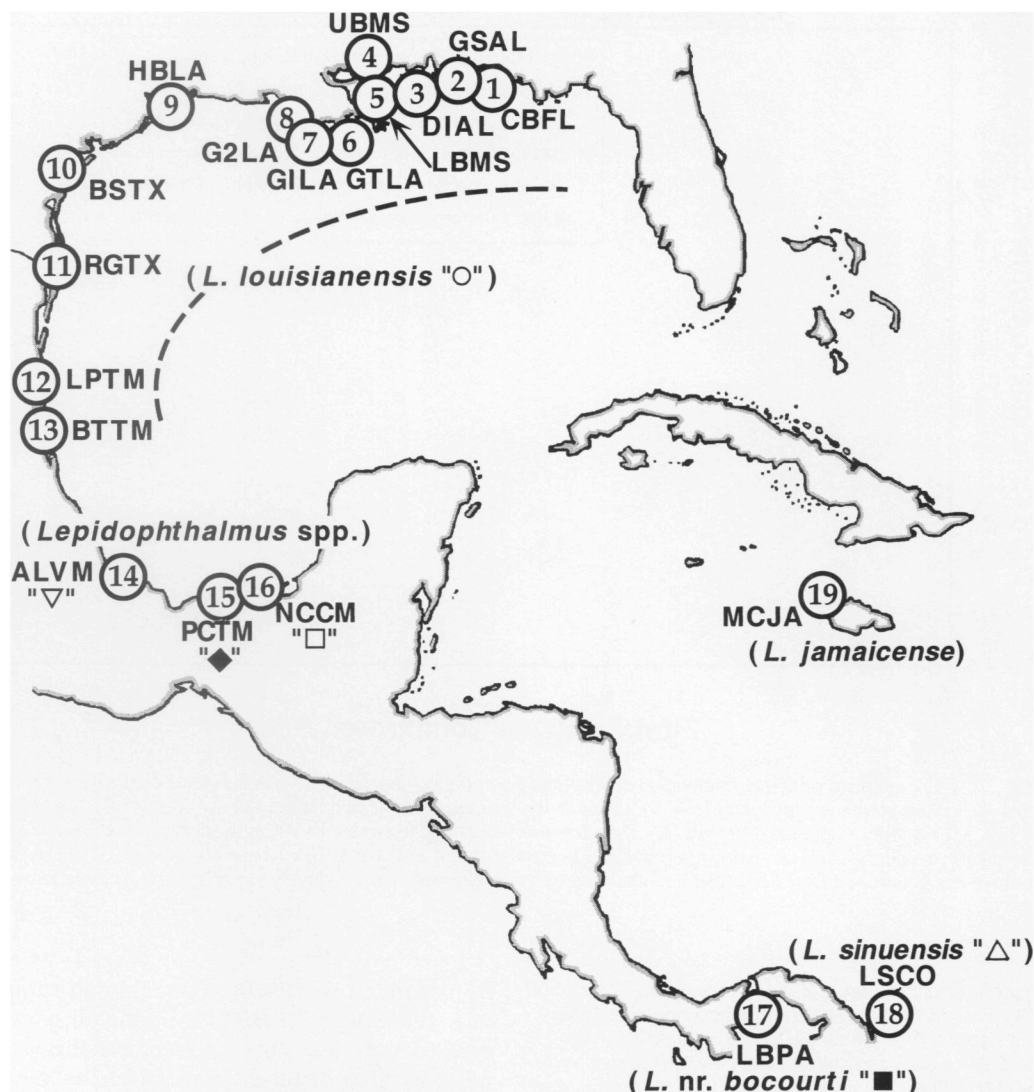 UBMS
4
GSAL
HBLA
9
5
3
2
1
CBFL
DIAL
8
7
6
LBMS
G2LA
GILA GTLA
10
BSTX
11
RGTX
(L. louisianensis "○")
12
LPTM
13
BTTM
(Lepidophthalmus spp.)
ALVM
14
"▽"
15
16
PCTM
"◆"
NCCM
"□"
19
MCJA
(L. jamaicense)
(L. sinuensis "△")
LSCO
17
18
LBPA
(L. nr. bocourti "■")